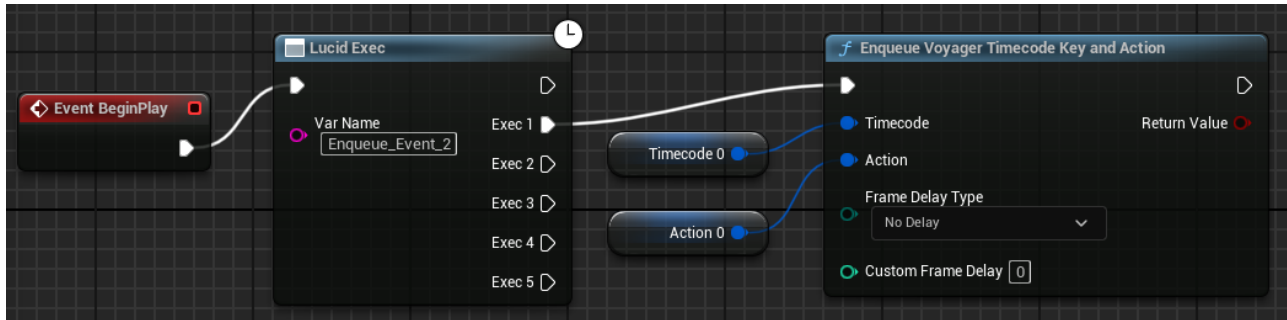 Event BeginPlay
Lucid Exec
Var Name
Enqueue_Event_2
Exec 1
Exec 2
Exec 3
Exec 4
Exec 5
Timecode 0
Action 0
f Enqueue Voyager Timecode Key and Action
Timecode
Return Value
Action
Frame Delay Type
No Delay
Custom Frame Delay 0